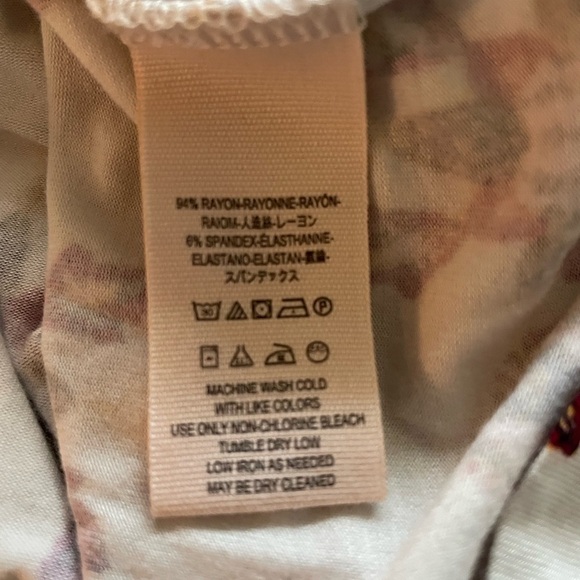 94% RAYON-RAYONNE-RAYÓN-
RAIOM-人造絲-レーヨン
6% SPANDEX-ÉLASTHANNE-
ELASTANO-ELASTAN-
スパンデックス
MACHINE WASH COLD
WITH LIKE COLORS
USE ONLY NON-CHLORINE BLEACH
TUMBLE DRY LOW
LOW IRON AS NEEDED
MAY BE DRY CLEANED